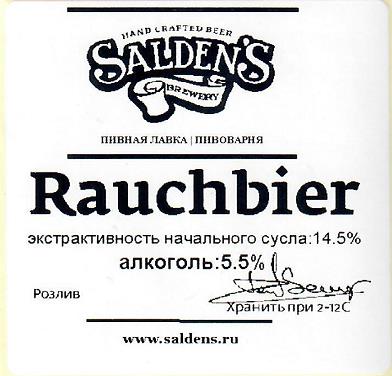 HAND CRAFTED BEER
SALDEN'S
BREWERY
ПИВНАЯ ЛАВКА | ПИВОВАРНЯ
Rauchbier
экстрактивность начального сусла:14.5%
алкоголь:5.5%
Розлив
Хранить при 2-12С
www.saldens.ru